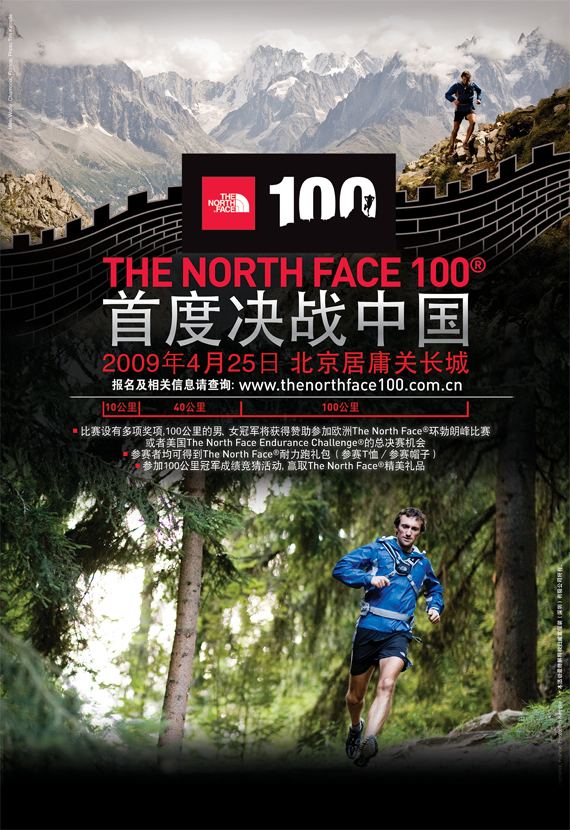 THE
NORTH
FACE
100
THE NORTH FACE 100®
首度决战中国
2009年4月25日 北京居庸关长城
报名及相关信息请查询: www.thenorthface100.com.cn
10公里 40公里 100公里
比赛设有多项奖项,100公里的男, 女冠军将获得赞助参加欧洲The North Face®环勃朗峰比赛
或者美国The North Face Endurance Challenge®的总决赛机会
参赛者均可得到The North Face®耐力跑礼包（参赛T恤 / 参赛帽子）
参加100公里冠军成绩竞猜活动, 赢取The North Face®精美礼品